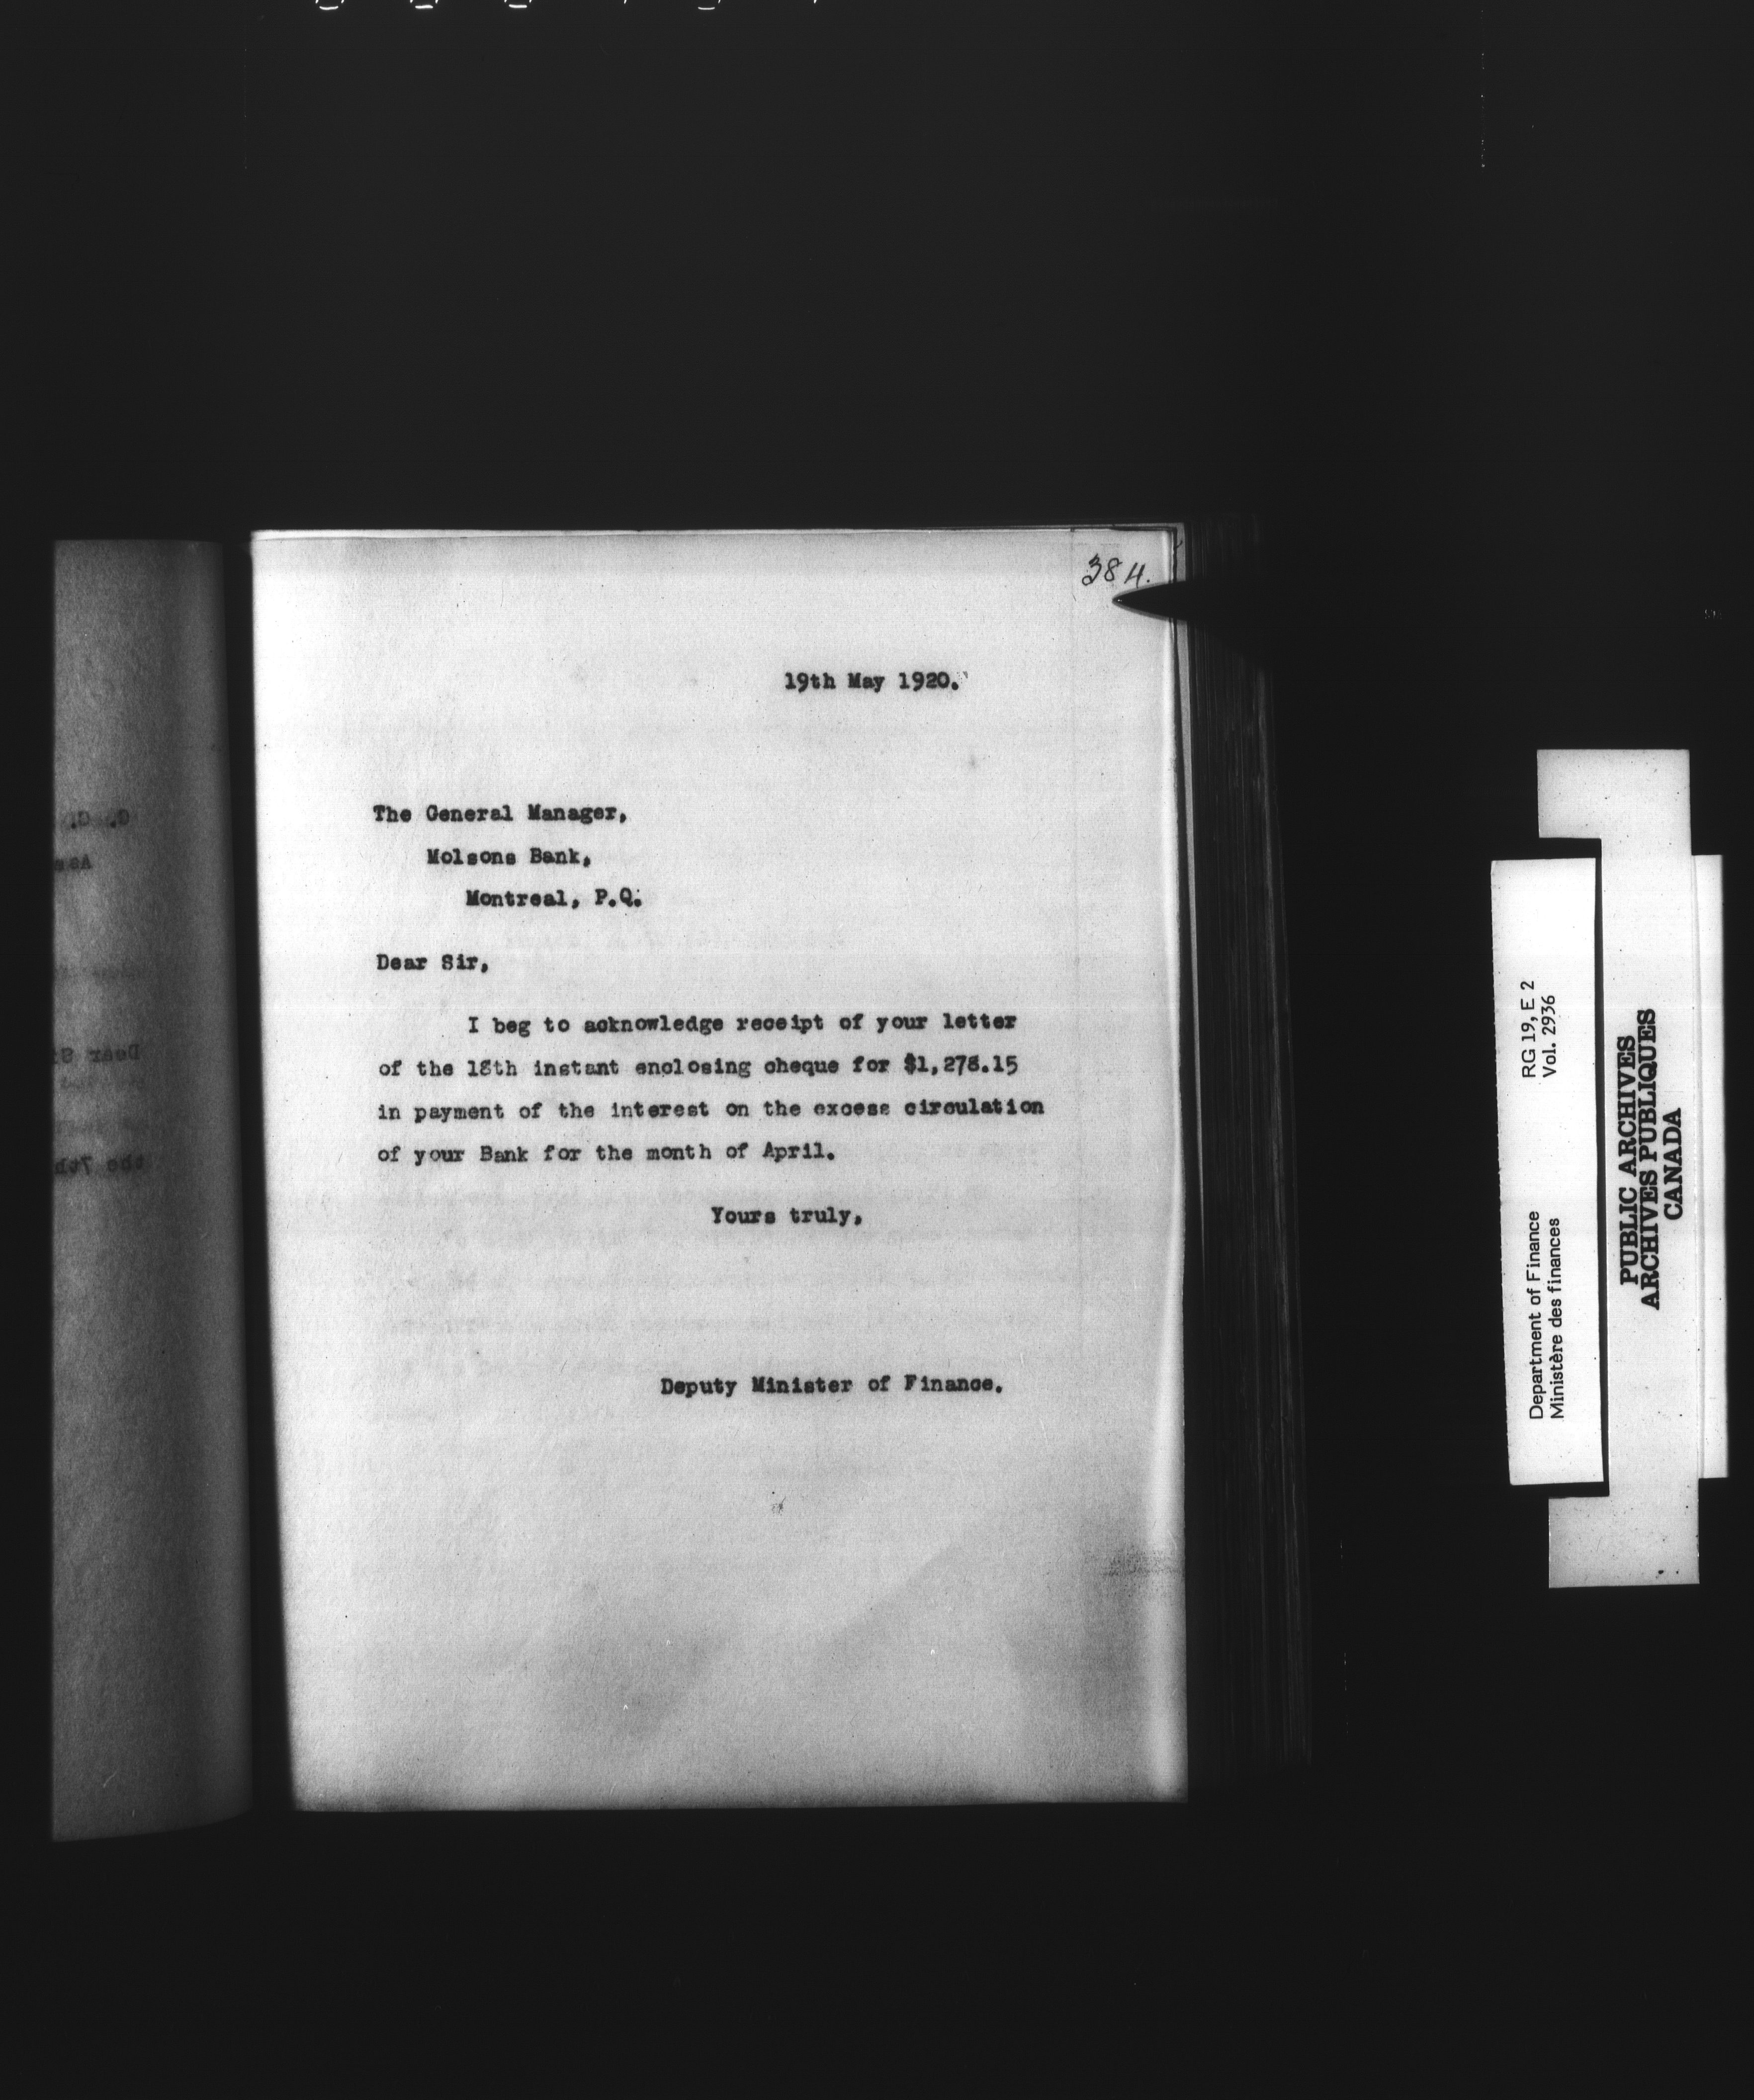 384.
19th May 1920.
The General Manager,
Molsons Bank,
Montreal, P.Q.
Dear Sir,
I beg to acknowledge receipt of your letter
of the 18th instant enclosing cheque for $1,278.15
in payment of the interest on the excess circulation
of your Bank for the month of April.
Yours truly,
Deputy Minister of Finance.
Department of Finance RG 19, E 2
Ministère des finances Vol. 2936
PUBLIC ARCHIVES
ARCHIVES PUBLIQUES
CANADA